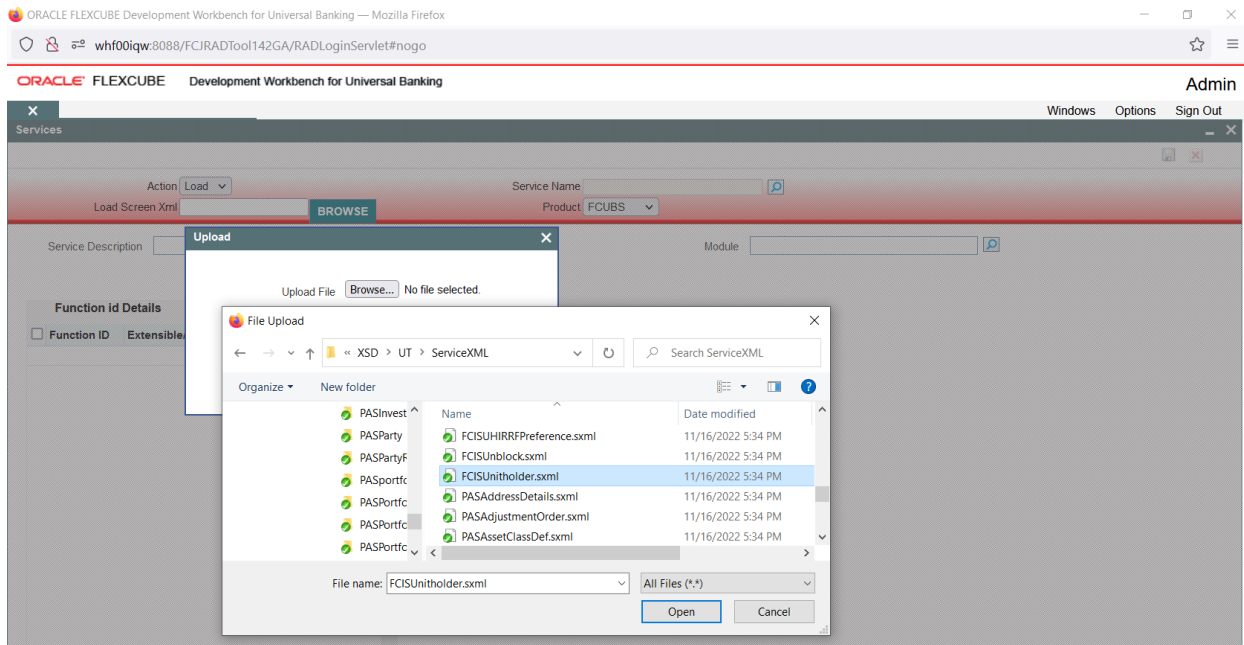 ORACLE FLEXCUBE Development Workbench for Universal Banking — Mozilla Firefox
whf00iqw:8088/FCJRADTool142GA/RADLoginServlet#nogo
ORACLE FLEXCUBE Development Workbench for Universal Banking Admin
Windows Options Sign Out
Services
Action Load Service Name
Load Screen Xml BROWSE Product FCUBS
Service Description Module
Upload
Upload File Browse... No file selected.
Function id Details
Function ID Extensible
File Upload
« XSD > UT > ServiceXML Search ServiceXML
Organize New folder
Name Date modified
PASInvest
PASParty
PASPartyR
PASportfc
PASPortfc
PASPortfc
PASPortfc
FCISUHIRRFPreference.sxml 11/16/2022 5:34 PM
FCISUnblock.sxml 11/16/2022 5:34 PM
FCISUnitholder.sxml 11/16/2022 5:34 PM
PASAddressDetails.sxml 11/16/2022 5:34 PM
PASAdjustmentOrder.sxml 11/16/2022 5:34 PM
PASAssetClassDef.sxml 11/16/2022 5:34 PM
File name: FCISUnitholder.sxml All Files (*.*)
Open Cancel